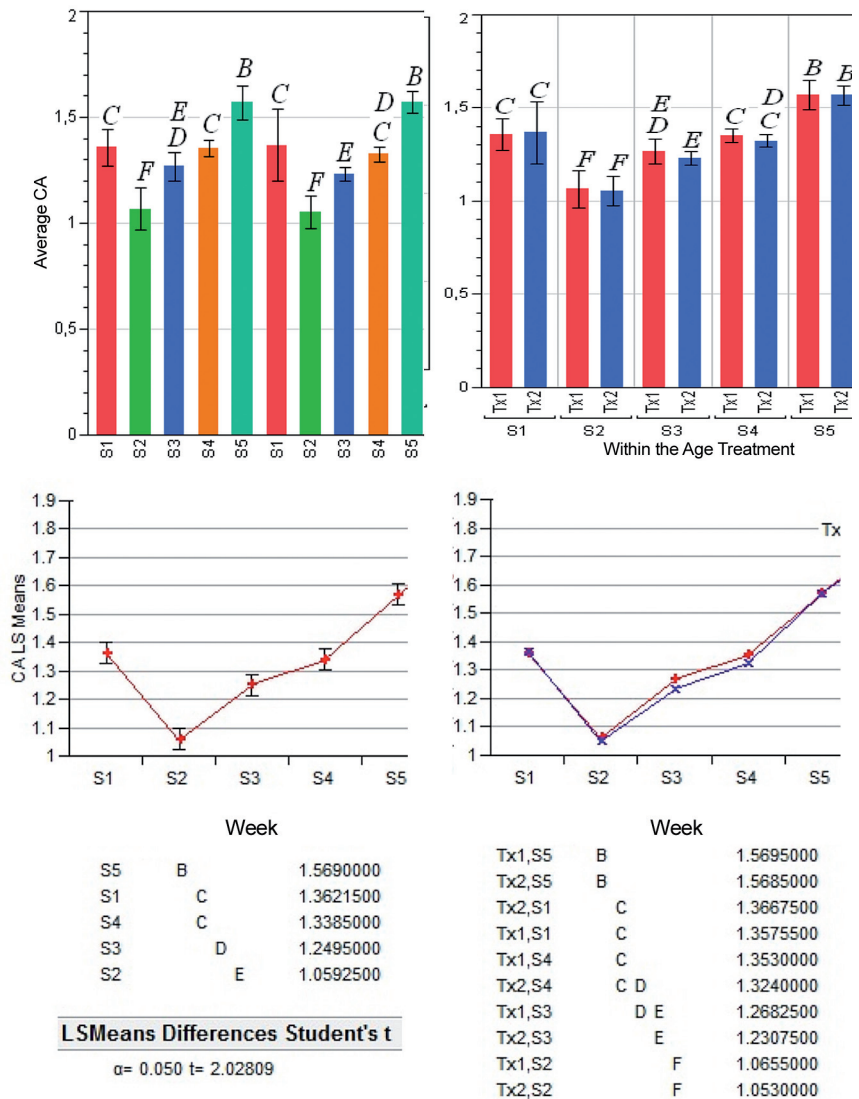 Average CA
2
1,5
1
0,5
0
C
F
E
D
C
B
C
F
E
D
C
B
S1 S2 S3 S4 S5 S1 S2 S3 S4 S5
2
1,5
1
0,5
0
C C
F F
E
D
E
C
D
C
B B
Tx1 Tx2 Tx1 Tx2 Tx1 Tx2 Tx1 Tx2 Tx1 Tx2
S1 S2 S3 S4 S5
Within the Age Treatment
CA LS Means
1.9
1.8
1.7
1.6
1.5
1.4
1.3
1.2
1.1
1
S1 S2 S3 S4 S5
Week
1.9
1.8
1.7
1.6
1.5
1.4
1.3
1.2
1.1
1
Tx
S1 S2 S3 S4 S5
Week
S5 B 1.5690000
S1 C 1.3621500
S4 C 1.3385000
S3 D 1.2495000
S2 E 1.0592500
LSMeans Differences Student's t
α= 0.050 t= 2.02809
Tx1,S5 B 1.5695000
Tx2,S5 B 1.5685000
Tx2,S1 C 1.3667500
Tx1,S1 C 1.3575500
Tx1,S4 C 1.3530000
Tx2,S4 C D 1.3240000
Tx1,S3 D E 1.2682500
Tx2,S3 E 1.2307500
Tx1,S2 F 1.0655000
Tx2,S2 F 1.0530000